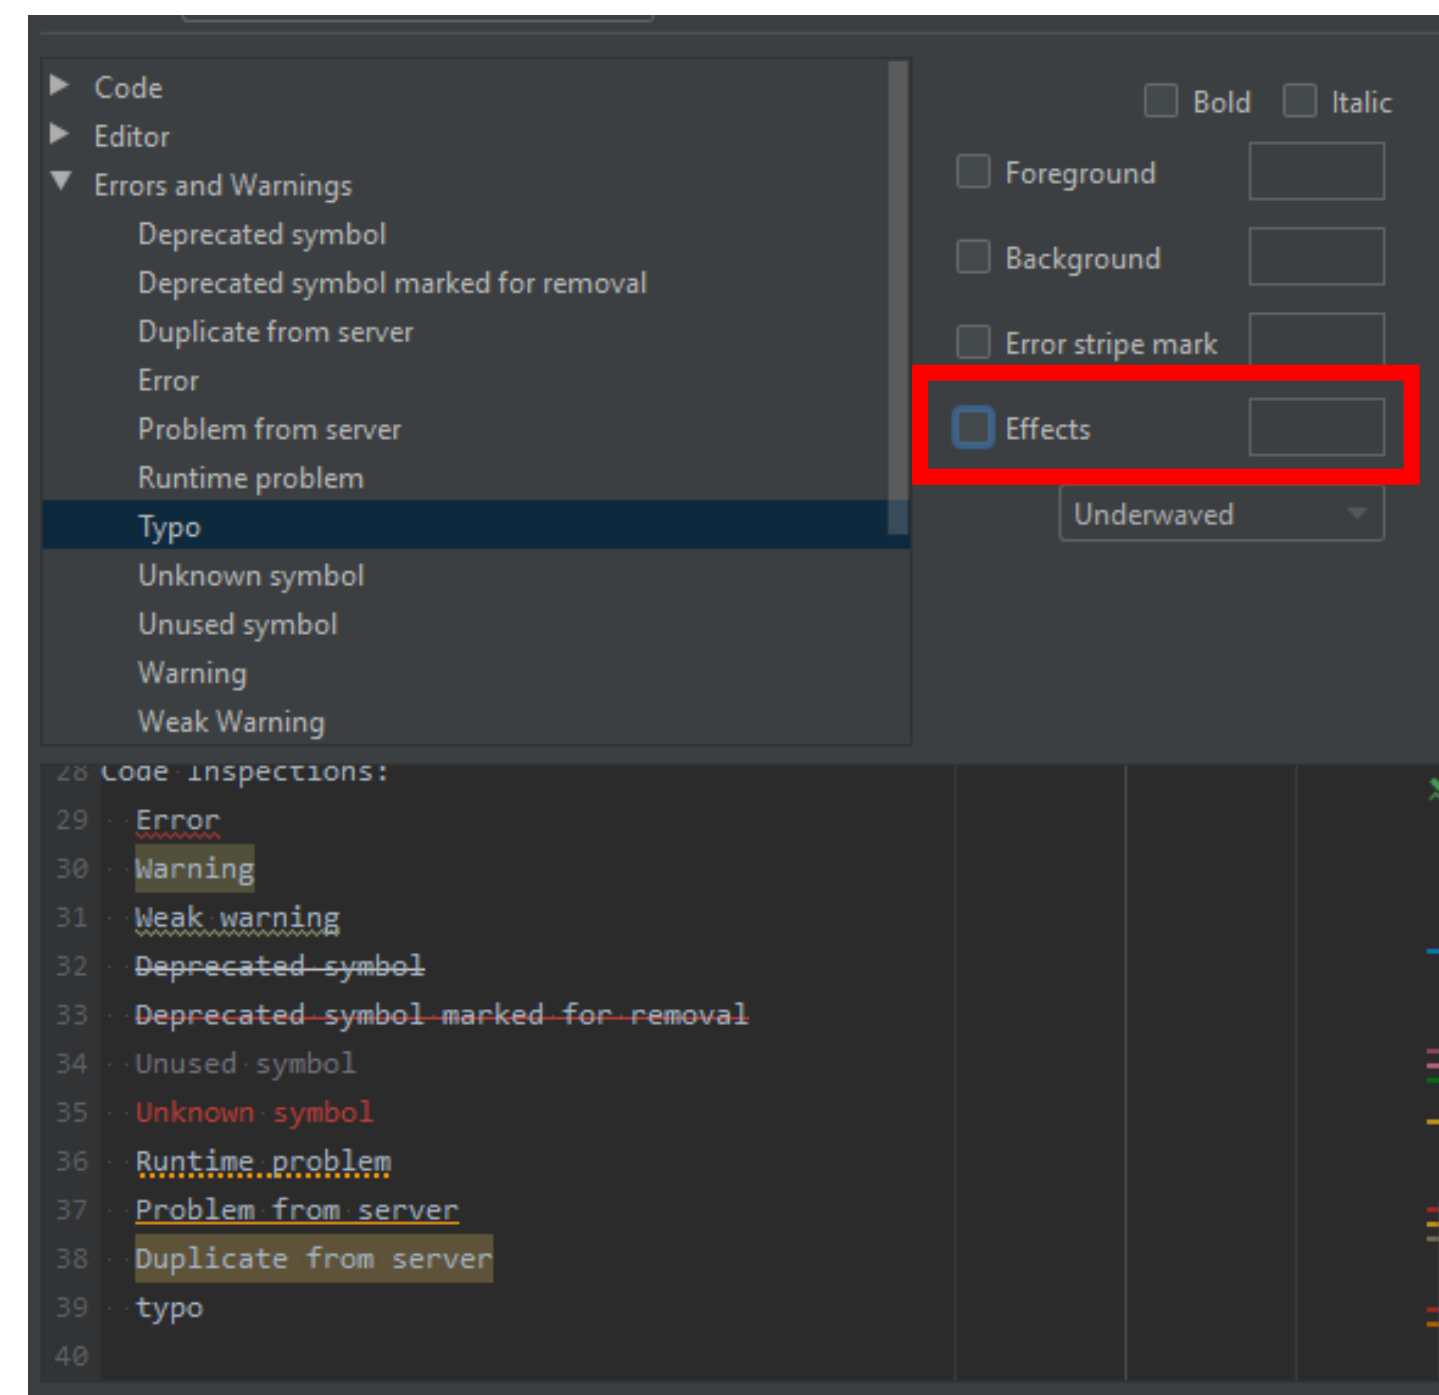 Code
Editor
Errors and Warnings
Deprecated symbol
Deprecated symbol marked for removal
Duplicate from server
Error
Problem from server
Runtime problem
Typo
Unknown symbol
Unused symbol
Warning
Weak Warning
Bold Italic
Foreground
Background
Error stripe mark
Effects
Underwaved
28 Code Inspections:
29 Error
30 Warning
31 Weak warning
32 Deprecated symbol
33 Deprecated symbol marked for removal
34 Unused symbol
35 Unknown symbol
36 Runtime problem
37 Problem from server
38 Duplicate from server
39 typo
40